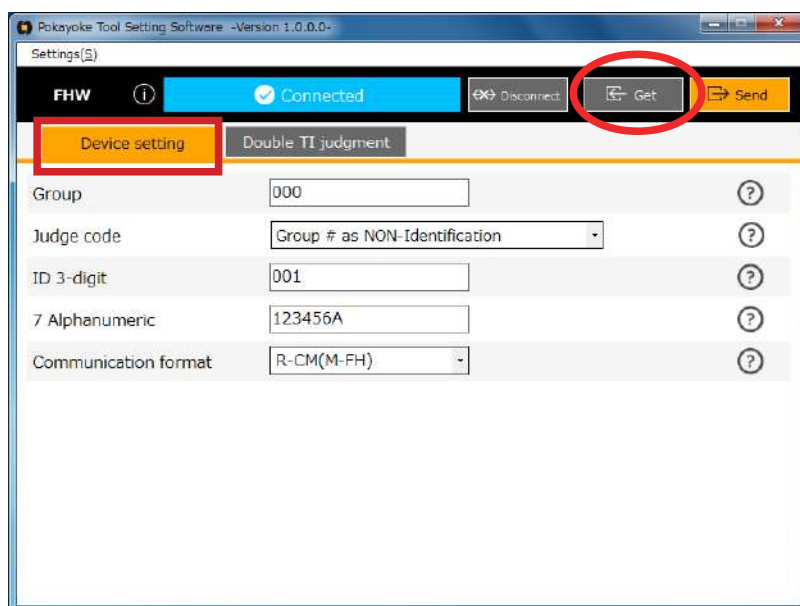 Pokayoke Tool Setting Software -Version 1.0.0.0-
Settings(S)
FHW i Connected Disconnect Get Send
Device setting Double TI judgment
Group 000 ?
Judge code Group # as NON-Identification ?
ID 3-digit 001 ?
7 Alphanumeric 123456A ?
Communication format R-CM(M-FH) ?